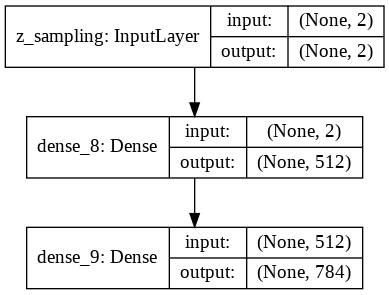 z_sampling: InputLayer
input: (None, 2)
output: (None, 2)
dense_8: Dense
input: (None, 2)
output: (None, 512)
dense_9: Dense
input: (None, 512)
output: (None, 784)